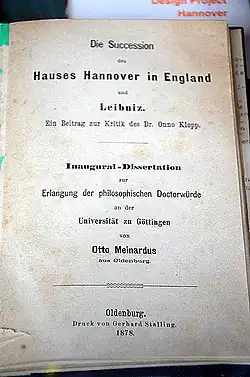 Design Project
Hannover
Die Succession
des
Hauses Hannover in England
und
Leibniz.
Ein Beitrag zur Kritik des Dr. Onno Klopp.
Inaugural-Dissertation
zur
Erlangung der philosophischen Doctorwürde
an der
Universität zu Göttingen
von
Otto Meinardus
aus Oldenburg.
Oldenburg.
Druck von Gerhard Stalling.
1878.